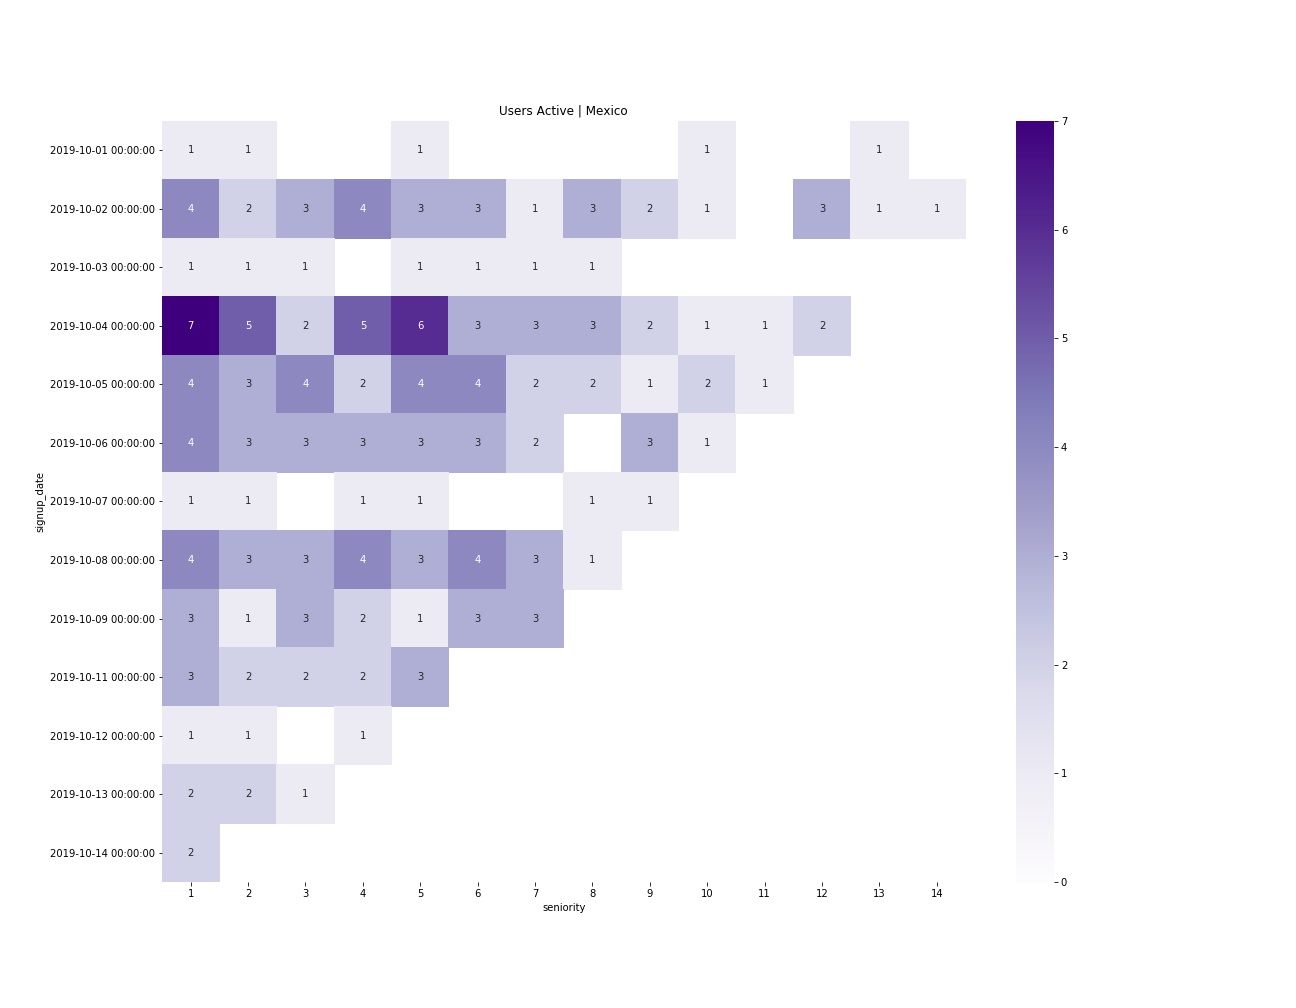 Users Active | Mexico
2019-10-01 00:00:00 1 1 1 1 1
2019-10-02 00:00:00 4 2 3 4 3 3 1 3 2 1 3 1 1
2019-10-03 00:00:00 1 1 1 1 1 1 1
2019-10-04 00:00:00 7 5 2 5 6 3 3 3 2 1 1 2
2019-10-05 00:00:00 4 3 4 2 4 4 2 2 1 2 1
2019-10-06 00:00:00 4 3 3 3 3 3 2 3 1
2019-10-07 00:00:00 1 1 1 1 1 1
2019-10-08 00:00:00 4 3 3 4 3 4 3 1
2019-10-09 00:00:00 3 1 3 2 1 3 3
2019-10-11 00:00:00 3 2 2 2 3
2019-10-12 00:00:00 1 1 1
2019-10-13 00:00:00 2 2 1
2019-10-14 00:00:00 2
1 2 3 4 5 6 7 8 9 10 11 12 13 14
seniority
signup_date
7
6
5
4
3
2
1
0